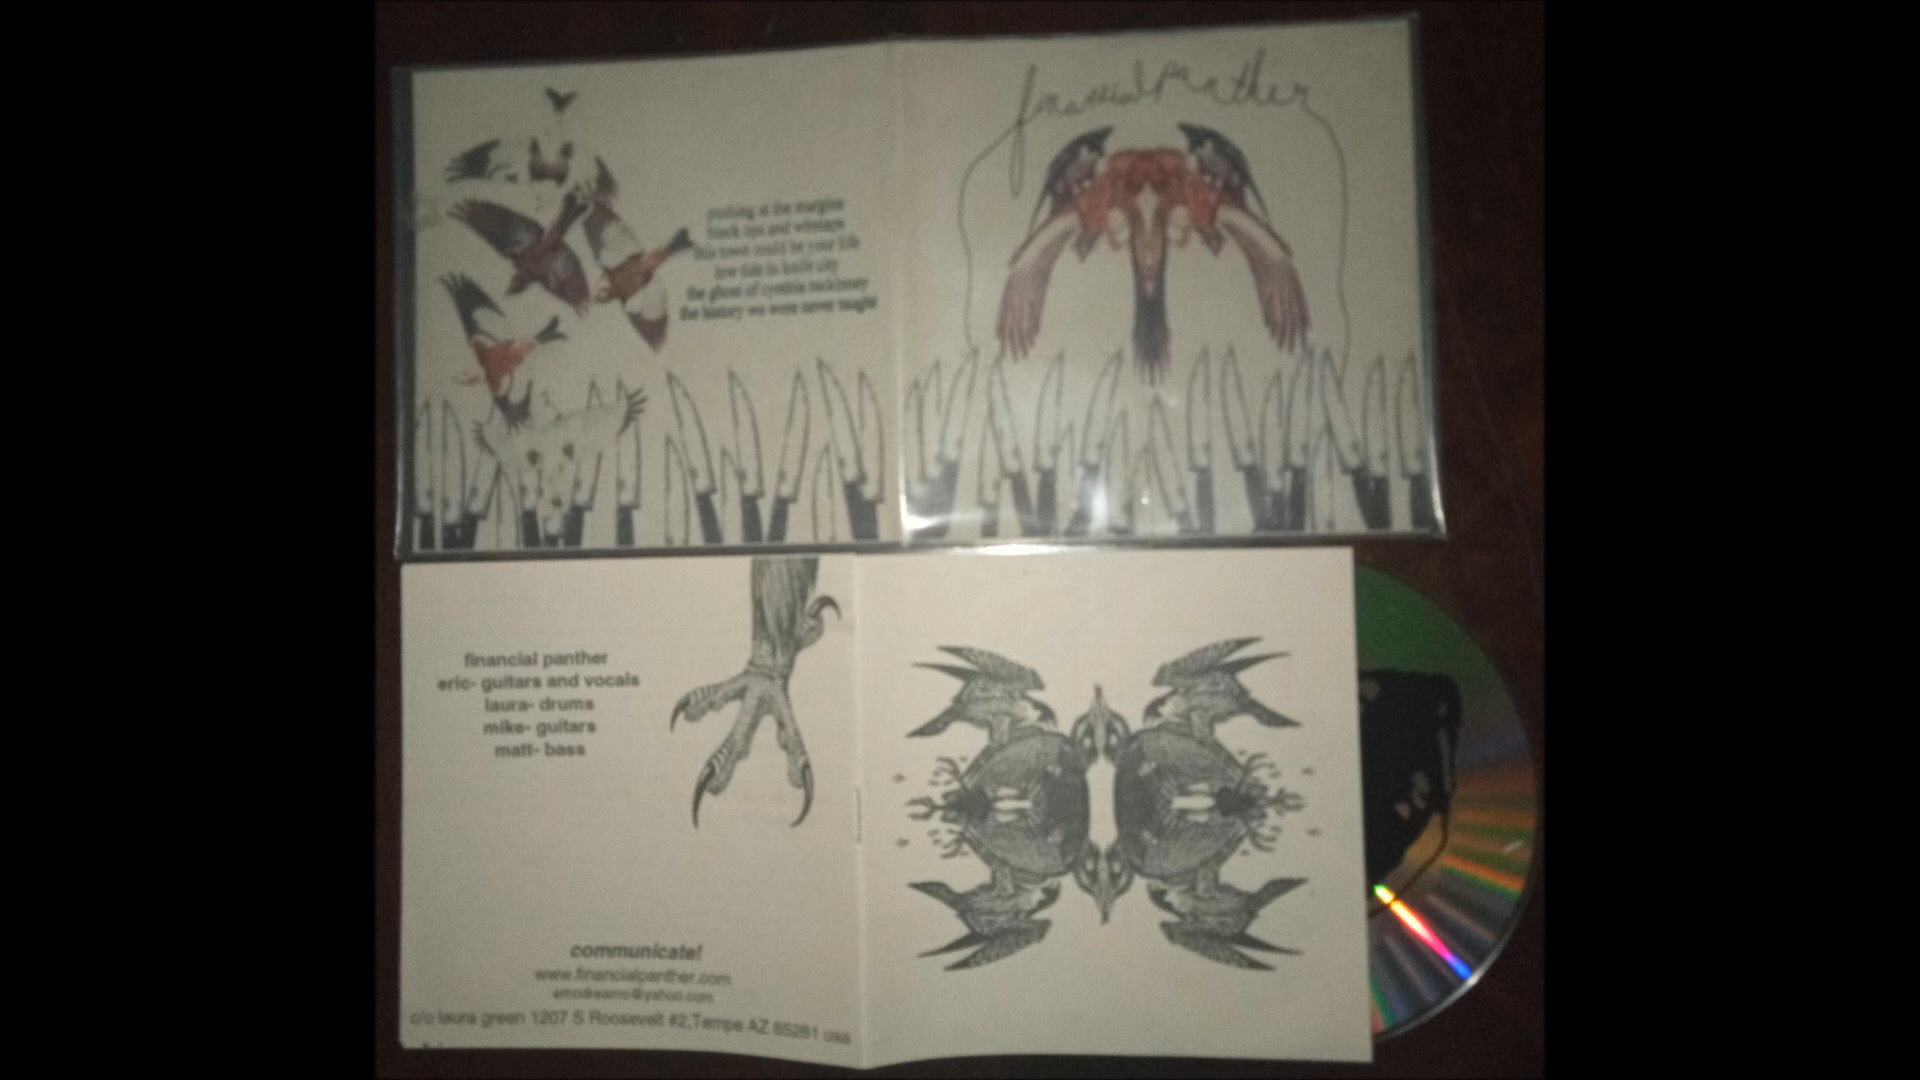 financial panther
pushing at the margins
black ops and wiretaps
this town could be your life
low tide in knife city
the ghost of cynthia mckinney
the history we were never taught
financial panther
eric- guitars and vocals
laura- drums
mike- guitars
matt- bass
communicate!
www.financialpanther.com
emodreamo@yahoo.com
c/o laura green 1207 S Roosevelt #2,Tempe AZ 85281 usa